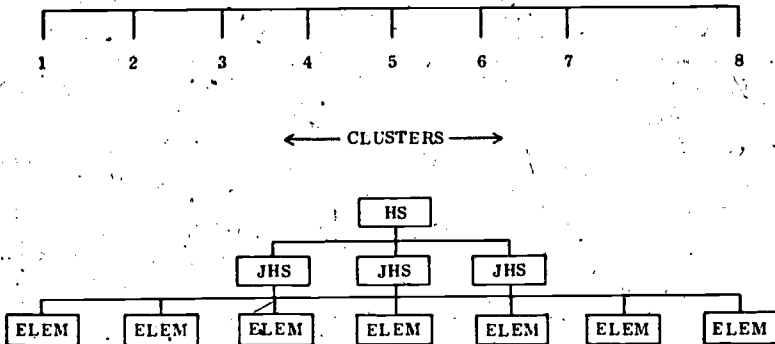 1 2 3 4 5 6 7 8
CLUSTERS
HS
JHS JHS JHS
ELEM ELEM ELEM ELEM ELEM ELEM ELEM